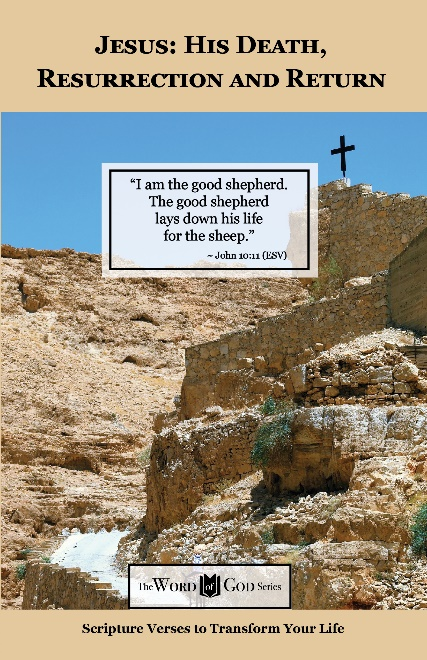 JESUS: HIS DEATH,
RESURRECTION AND RETURN
“I am the good shepherd.
The good shepherd
lays down his life
for the sheep.”
~ John 10:11 (ESV)
The WORD of GOD Series
Scripture Verses to Transform Your Life